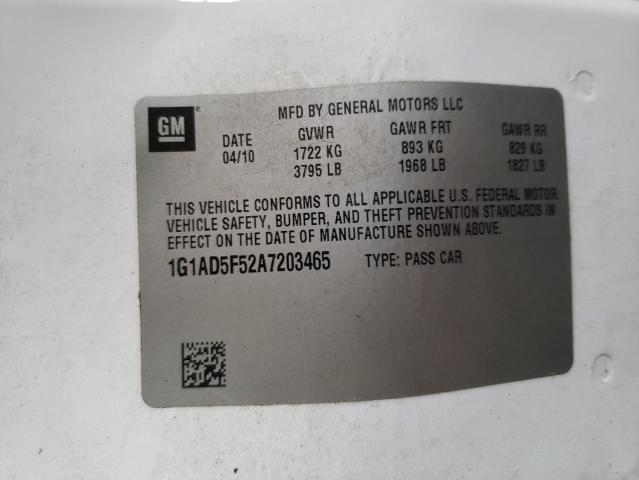 MFD BY GENERAL MOTORS LLC
GM
®
DATE GVWR GAWR FRT GAWR RR
04/10 1722 KG 893 KG 829 KG
3795 LB 1968 LB 1827 LB
THIS VEHICLE CONFORMS TO ALL APPLICABLE U.S. FEDERAL MOTOR
VEHICLE SAFETY, BUMPER, AND THEFT PREVENTION STANDARDS IN
EFFECT ON THE DATE OF MANUFACTURE SHOWN ABOVE.
1G1AD5F52A7203465 TYPE: PASS CAR